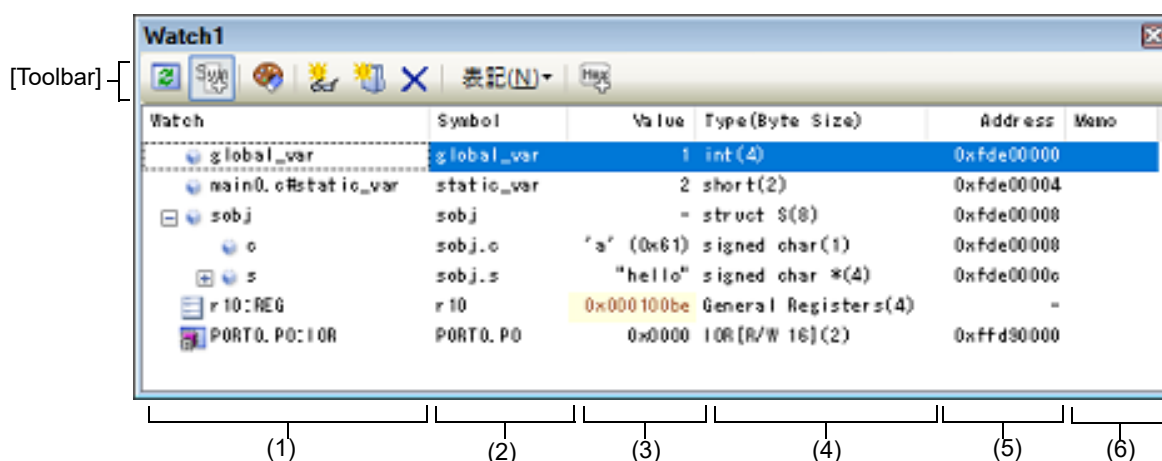 Watch1
[Toolbar] Sym 表記(N) Hex
Watch Symbol Value Type(Byte Size) Address Memo
global_var global_var 1 int(4) 0xfde00000
main0.c#static_var static_var 2 short(2) 0xfde00004
sobj sobj - struct S(8) 0xfde00008
c sobj.c 'a' (0x61) signed char(1) 0xfde00008
s sobj.s "hello" signed char *(4) 0xfde0000c
r10:REG r10 0x000100be General Registers(4) -
PORT0.P0:IOR PORT0.P0 0x0000 IOR[R/W 16](2) 0xffd90000
(1) (2) (3) (4) (5) (6)